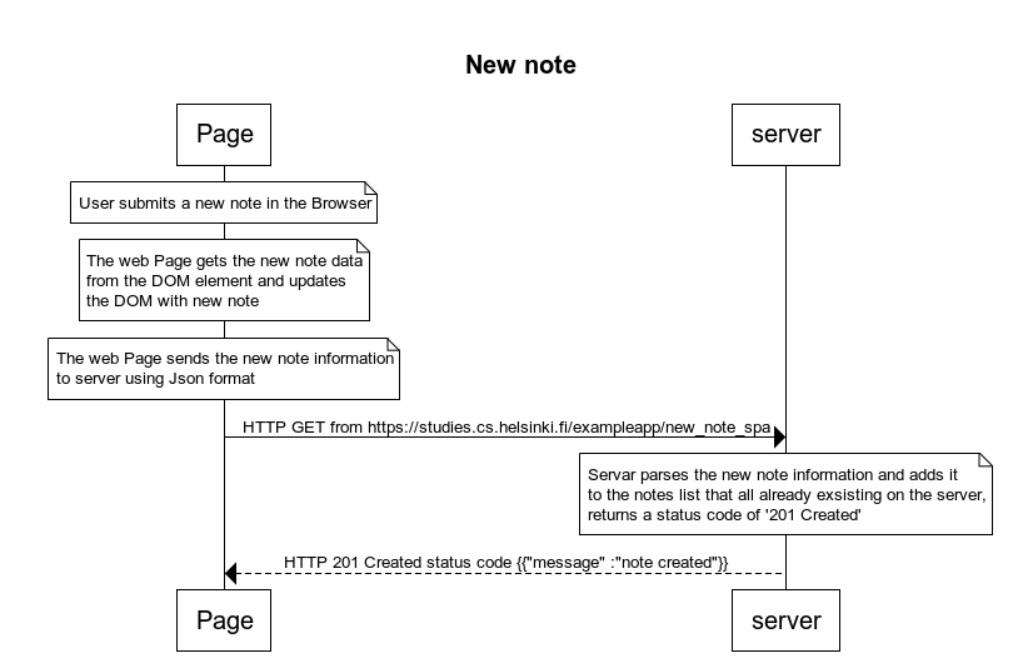 New note
Page
server
User submits a new note in the Browser
The web Page gets the new note data
from the DOM element and updates
the DOM with new note
The web Page sends the new note information
to server using Json format
HTTP GET from https://studies.cs.helsinki.fi/exampleapp/new_note_spa
Servar parses the new note information and adds it
to the notes list that all already exsisting on the server,
returns a status code of '201 Created'
HTTP 201 Created status code {{"message" :"note created"}}
Page
server